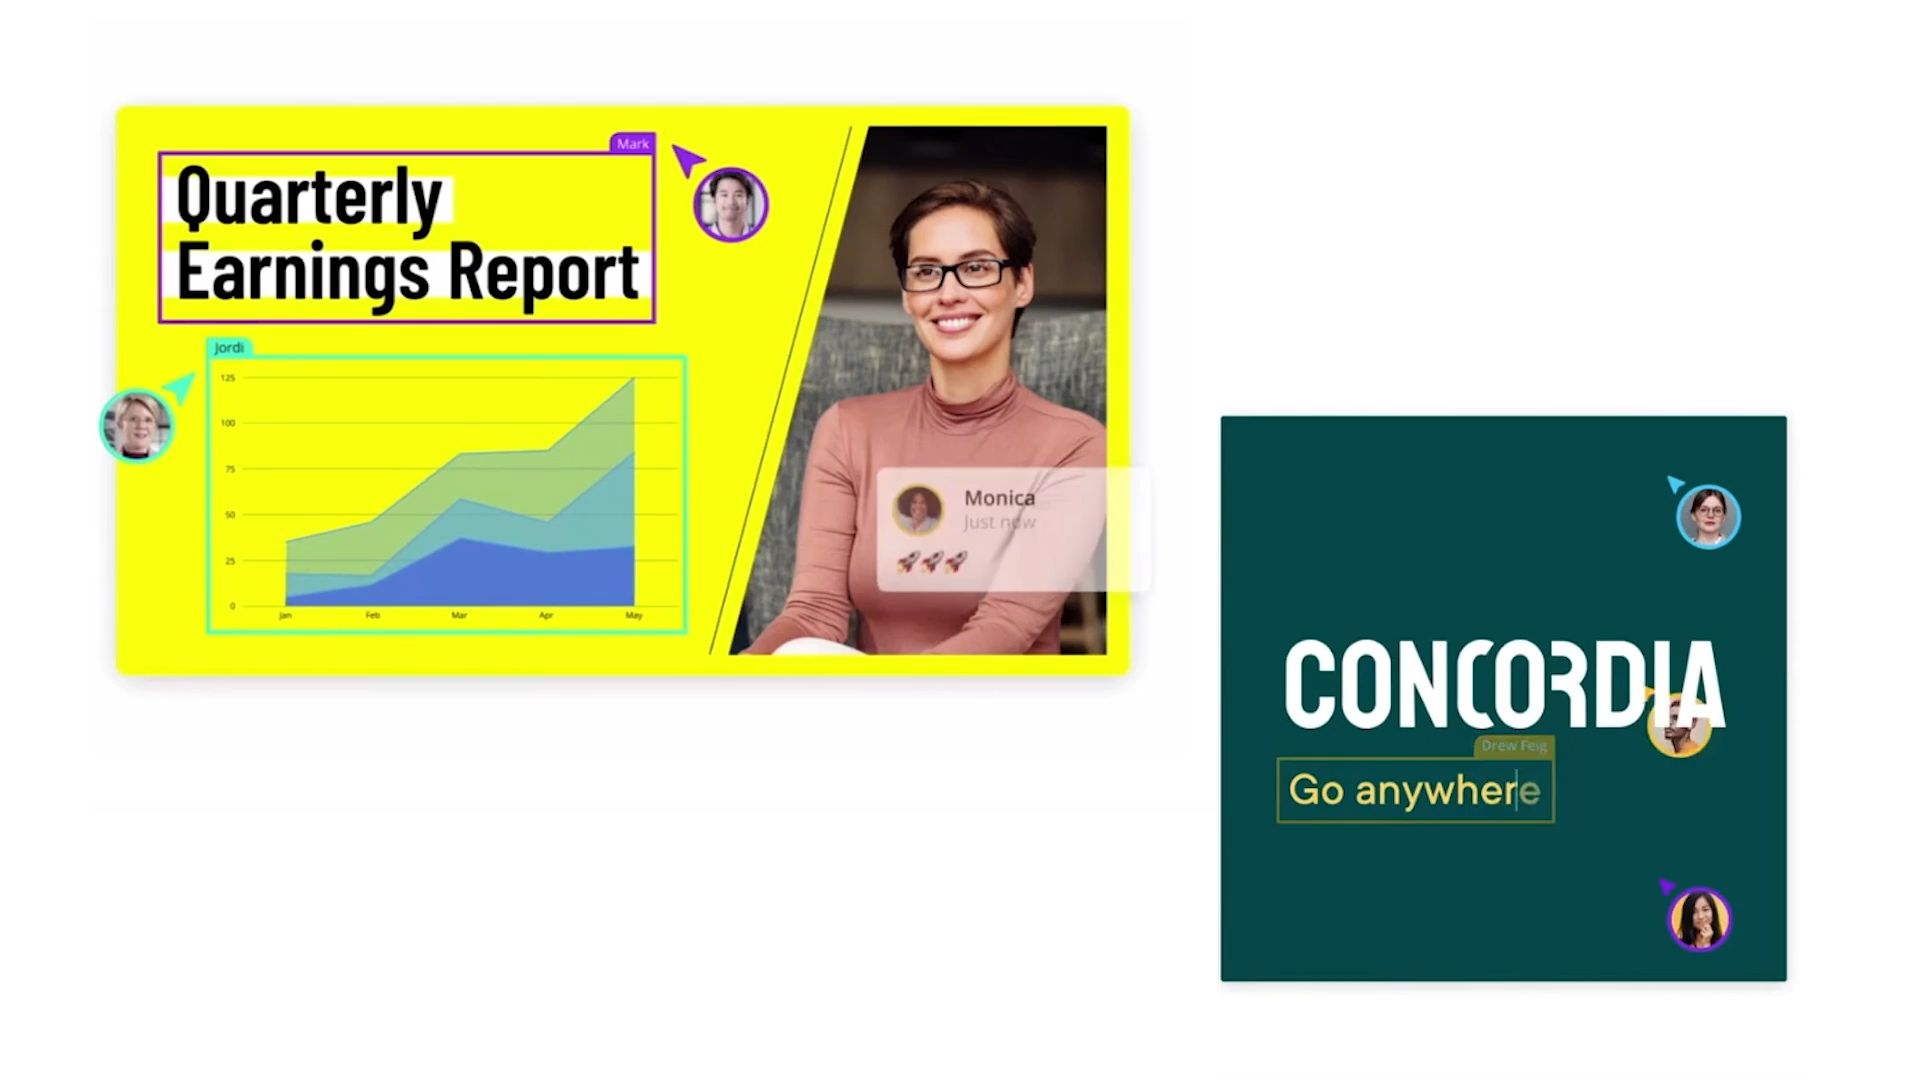 Mark
Quarterly
Earnings Report
Jordi
125
100
75
50
25
0
Jan
Feb
Mar
Apr
May
Monica
Just now
🚀🚀🚀
CONCORDIA
Drew Feig
Go anywhere